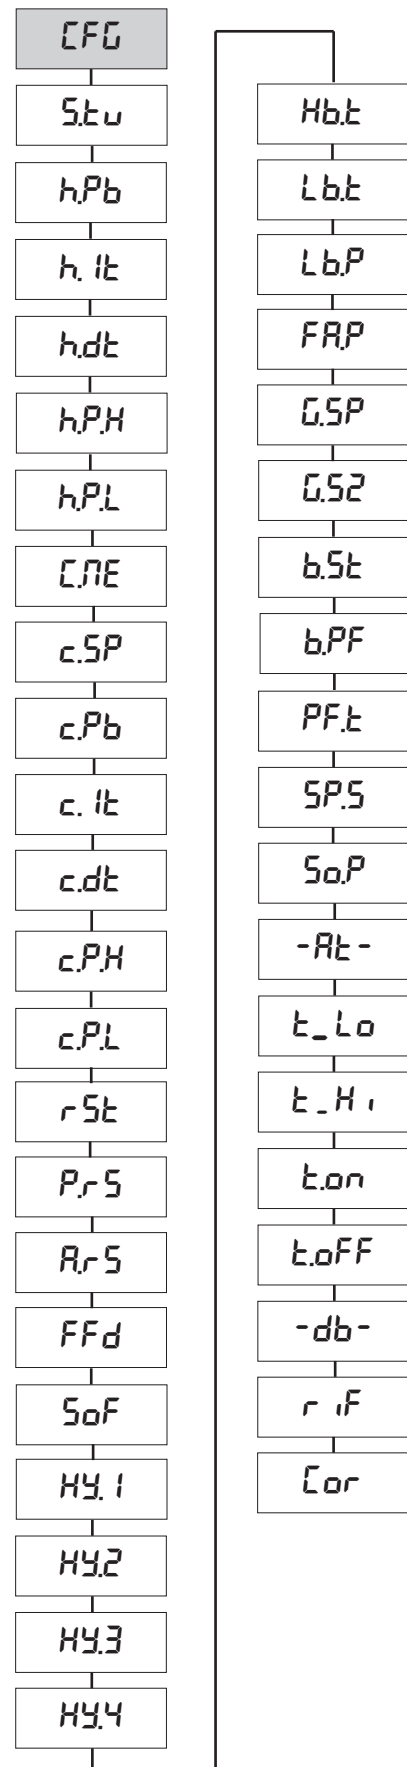 CFG
S.tu
h.Pb
h.It
h.dt
h.P.H
h.P.L
C.ME
c.SP
c.Pb
c.It
c.dt
c.P.H
c.P.L
rSt
P.rS
A.rS
FFd
SoF
HY.1
HY.2
HY.3
HY.4
Hb.t
Lb.t
Lb.P
FA.P
G.SP
G.S2
b.St
b.PF
PF.t
SP.S
So.P
-At-
t_Lo
t_Hi
t.on
t.oFF
-db-
riF
Cor